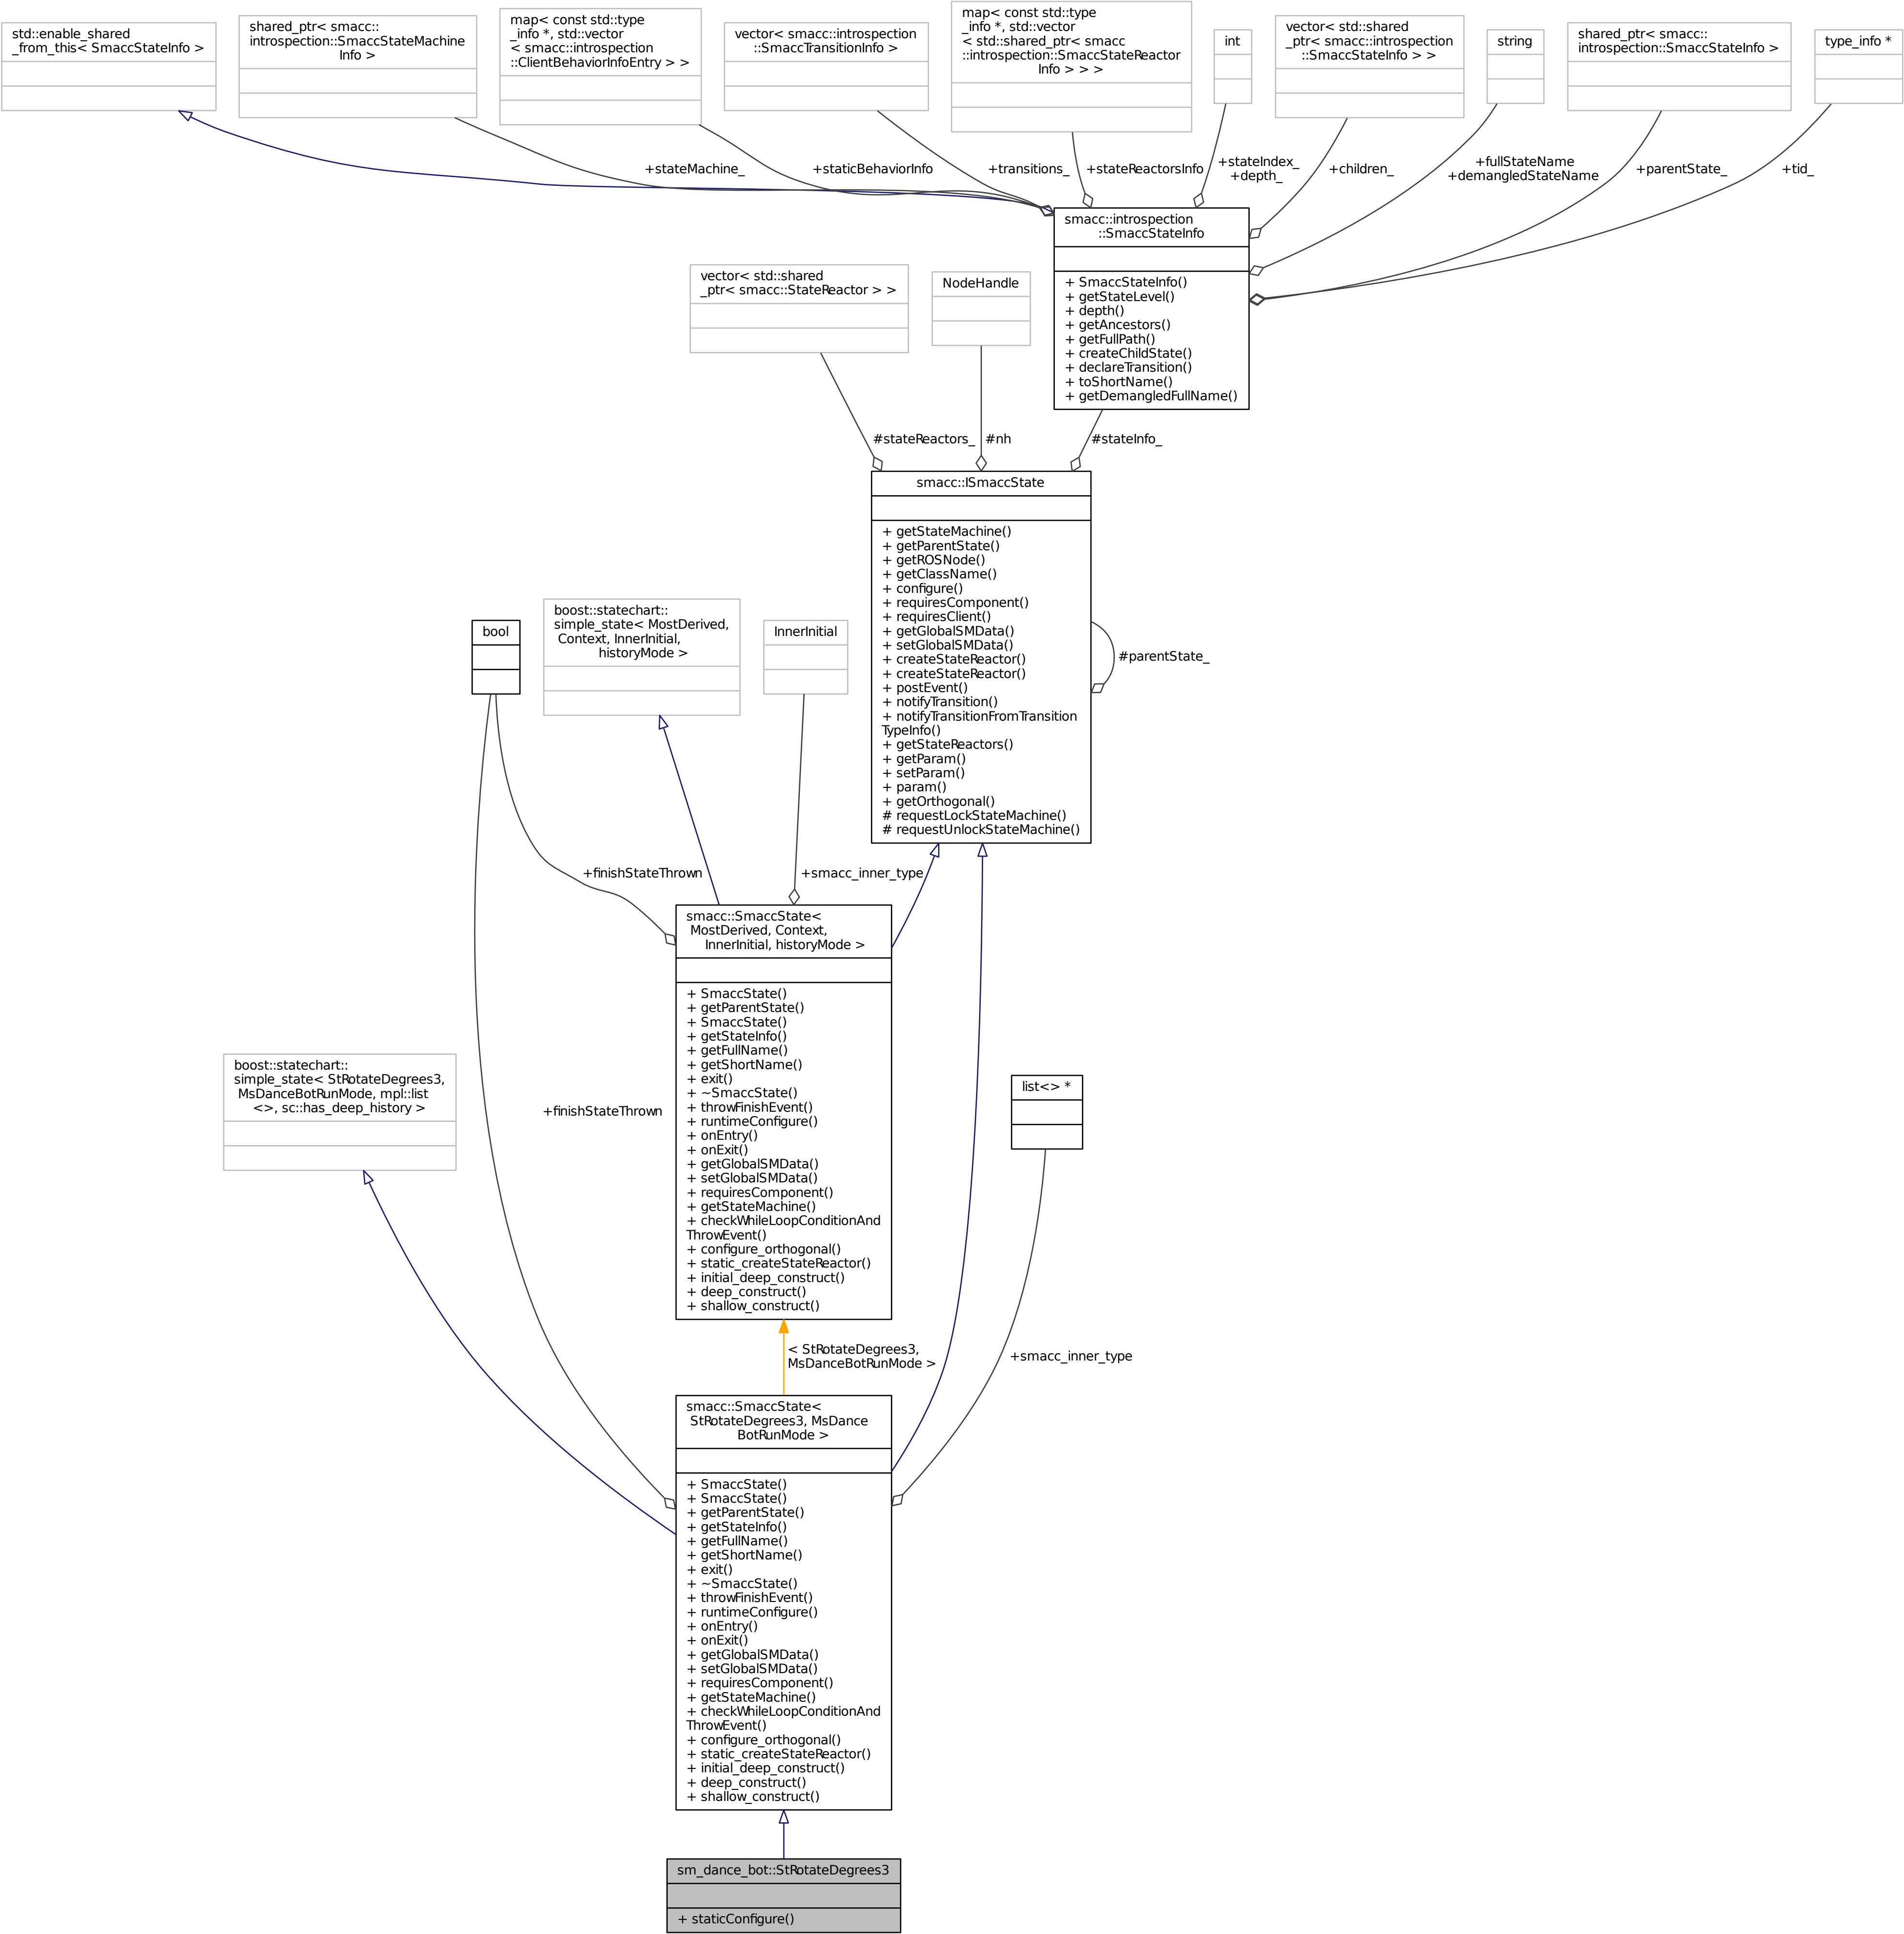 std::enable_shared
_from_this< SmaccStateInfo >
shared_ptr< smacc::
introspection::SmaccStateMachine
Info >
map< const std::type
_info *, std::vector
< smacc::introspection
::ClientBehaviorInfoEntry > >
vector< smacc::introspection
::SmaccTransitionInfo >
map< const std::type
_info *, std::vector
< std::shared_ptr< smacc
::introspection::SmaccStateReactor
Info > > >
int
vector< std::shared
_ptr< smacc::introspection
::SmaccStateInfo > >
string
shared_ptr< smacc::
introspection::SmaccStateInfo >
type_info *
+stateMachine_
+staticBehaviorInfo
+transitions_
+stateReactorsInfo
+stateIndex_
+depth_
+children_
+fullStateName
+demangledStateName
+parentState_
+tid_
smacc::introspection
::SmaccStateInfo
+ SmaccStateInfo()
+ getStateLevel()
+ depth()
+ getAncestors()
+ getFullPath()
+ createChildState()
+ declareTransition()
+ toShortName()
+ getDemangledFullName()
vector< std::shared
_ptr< smacc::StateReactor > >
NodeHandle
#stateReactors_
#nh
#stateInfo_
smacc::ISmaccState
+ getStateMachine()
+ getParentState()
+ getROSNode()
+ getClassName()
+ configure()
+ requiresComponent()
+ requiresClient()
+ getGlobalSMData()
+ setGlobalSMData()
+ createStateReactor()
+ createStateReactor()
+ postEvent()
+ notifyTransition()
+ notifyTransitionFromTransition
TypeInfo()
+ getStateReactors()
+ getParam()
+ setParam()
+ param()
+ getOrthogonal()
# requestLockStateMachine()
# requestUnlockStateMachine()
#parentState_
bool
boost::statechart::
simple_state< MostDerived,
Context, InnerInitial,
historyMode >
InnerInitial
+finishStateThrown
+smacc_inner_type
smacc::SmaccState<
MostDerived, Context,
InnerInitial, historyMode >
+ SmaccState()
+ getParentState()
+ SmaccState()
+ getStateInfo()
+ getFullName()
+ getShortName()
+ exit()
+ ~SmaccState()
+ throwFinishEvent()
+ runtimeConfigure()
+ onEntry()
+ onExit()
+ getGlobalSMData()
+ setGlobalSMData()
+ requiresComponent()
+ getStateMachine()
+ checkWhileLoopConditionAnd
ThrowEvent()
+ configure_orthogonal()
+ static_createStateReactor()
+ initial_deep_construct()
+ deep_construct()
+ shallow_construct()
boost::statechart::
simple_state< StRotateDegrees3,
MsDanceBotRunMode, mpl::list
<>, sc::has_deep_history >
+finishStateThrown
list<> *
< StRotateDegrees3,
MsDanceBotRunMode >
+smacc_inner_type
smacc::SmaccState<
StRotateDegrees3, MsDance
BotRunMode >
+ SmaccState()
+ SmaccState()
+ getParentState()
+ getStateInfo()
+ getFullName()
+ getShortName()
+ exit()
+ ~SmaccState()
+ throwFinishEvent()
+ runtimeConfigure()
+ onEntry()
+ onExit()
+ getGlobalSMData()
+ setGlobalSMData()
+ requiresComponent()
+ getStateMachine()
+ checkWhileLoopConditionAnd
ThrowEvent()
+ configure_orthogonal()
+ static_createStateReactor()
+ initial_deep_construct()
+ deep_construct()
+ shallow_construct()
sm_dance_bot::StRotateDegrees3
+ staticConfigure()